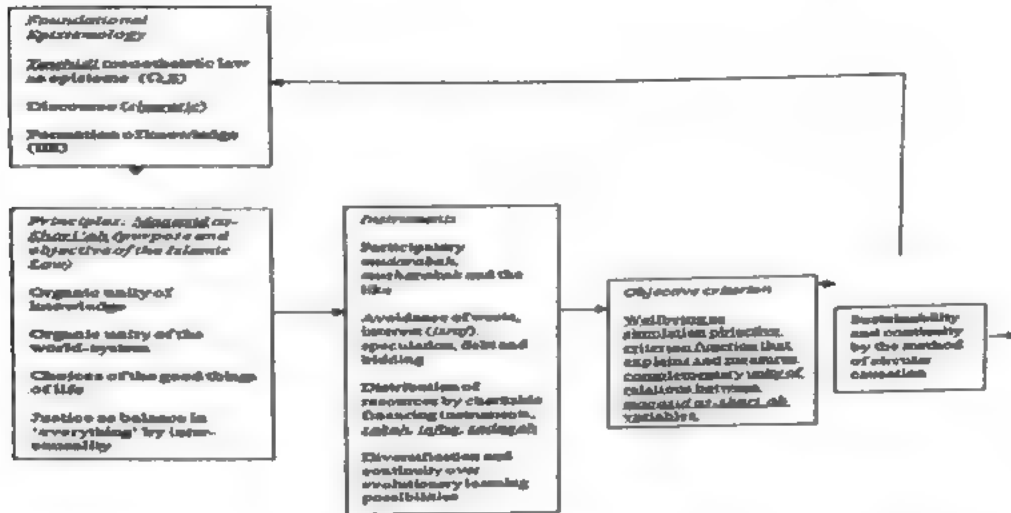 Foundational
Epistemology
Tawhidi monotheistic law
as episteme (Ω,S)
Discourse
Formation of knowledge
Principles: Maqasid as-
Shari'ah (purpose and
objective of the Islamic
Law)
Organic unity of
knowledge
Organic unity of the
world-system
Choices of the good things
of life
Justice as balance in
'everything' by inter-
causality
Instruments
Participatory
mudarabah,
musharakah and the
like
Avoidance of waste,
interest
speculation, debt and
bidding
Distribution of
resources by charitable
financing instruments,
Diversification and
continuity over
evolutionary learning
possibilities
Objective criterion
Wellbeing as
simulation objective
criterion function that
explains and measures
complementary unity of
relations between
maqasid as-shari'ah
variables
Sustainability
and continuity
by the method
of circular
causation